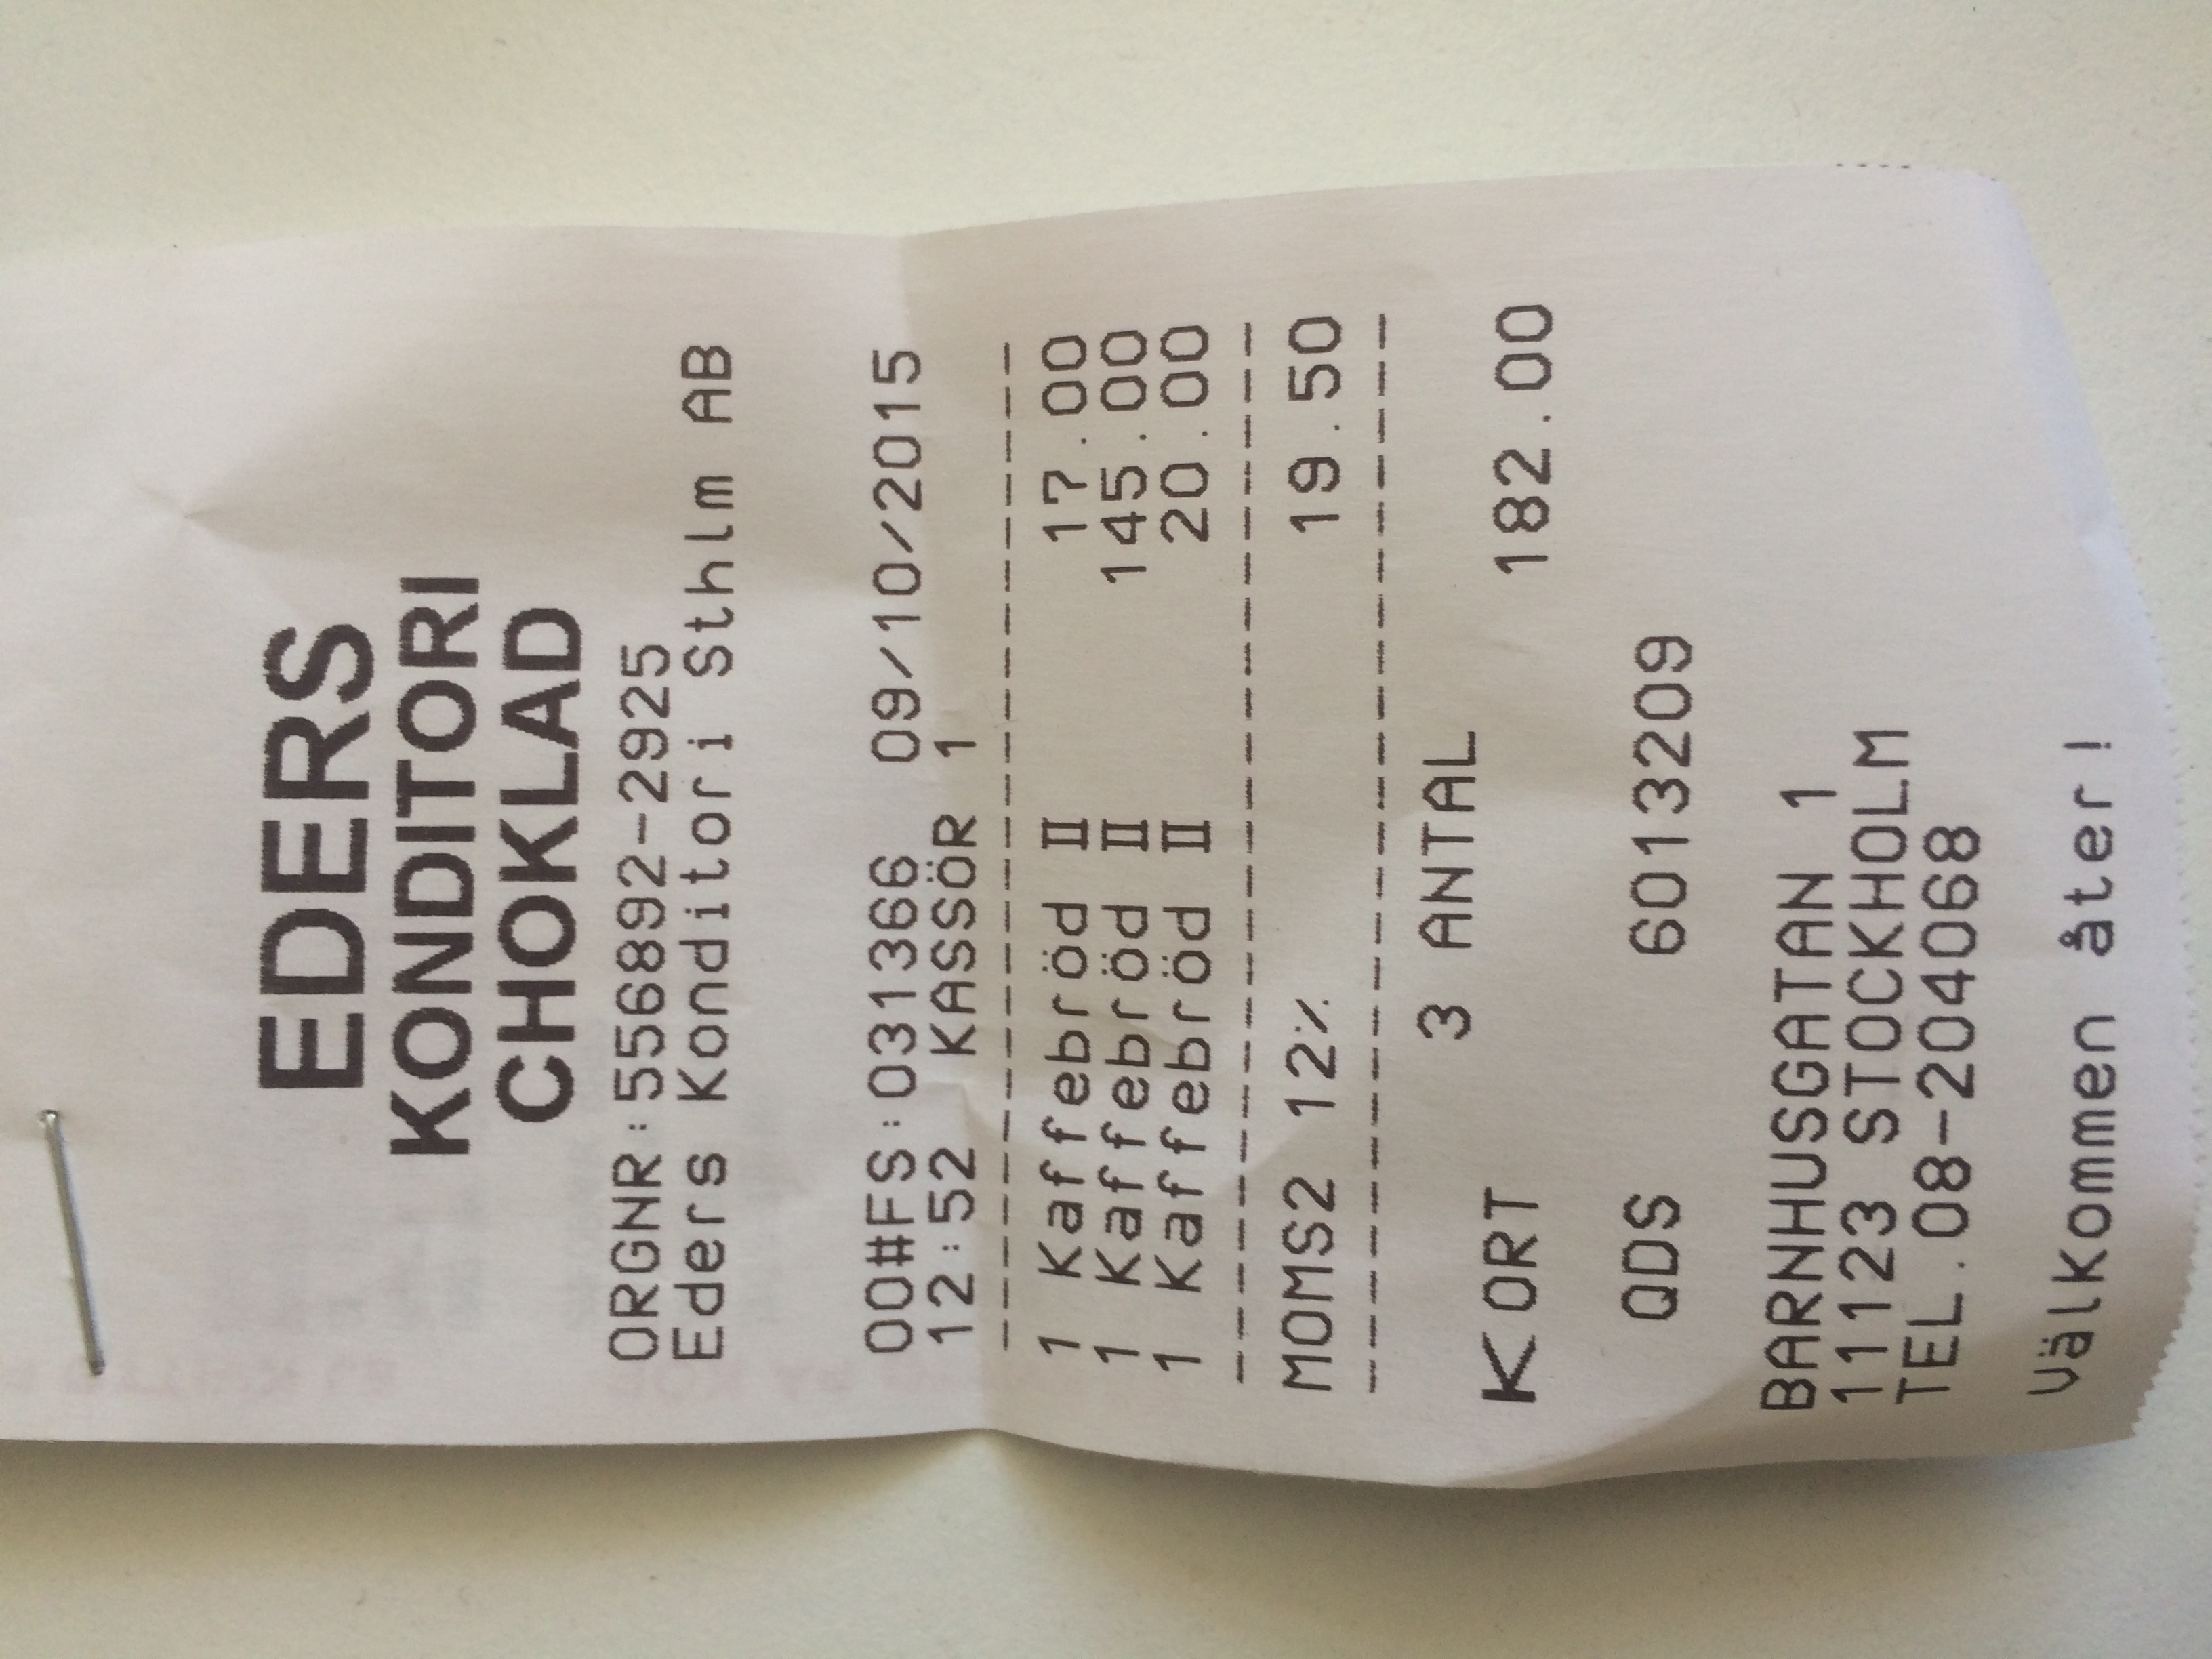 EDERS
KONDITORI
CHOKLAD
ORGNR:556892-2925
Eders Konditori Sthlm AB
00#FS:031366 09/10/2015
12:52 KASSÖR 1
1 Kaffebröd II 17.00
1 Kaffebröd II 145.00
1 Kaffebröd II 20.00
MOMS2 12% 19.50
3 ANTAL
KORT 182.00
QDS 6013209
BARNHUSGATAN 1
11123 STOCKHOLM
TEL.08-204068
Välkommen åter!